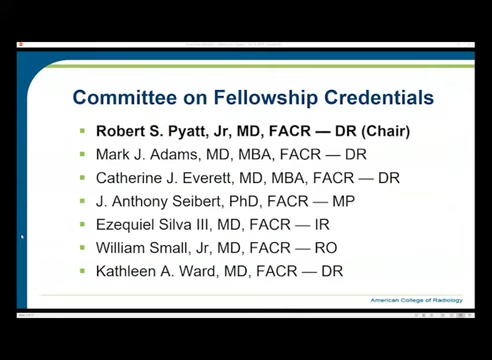 Committee on Fellowship Credentials
Robert S. Pyatt, Jr, MD, FACR — DR (Chair)
Mark J. Adams, MD, MBA, FACR — DR
Catherine J. Everett, MD, MBA, FACR — DR
J. Anthony Seibert, PhD, FACR — MP
Ezequiel Silva III, MD, FACR — IR
William Small, Jr, MD, FACR — RO
Kathleen A. Ward, MD, FACR — DR
American College of Radiology